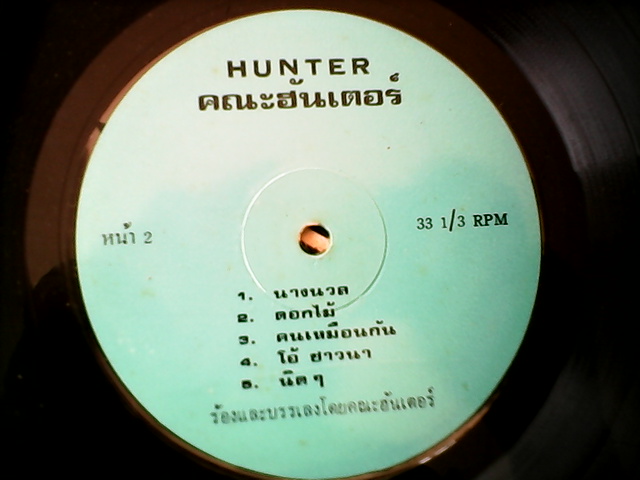 HUNTER
คณะฮันเตอร์
หน้า 2
33 1/3 RPM
1. นางนวล
2. ดอกไม้
3. คนเหมือนกัน
4. โอ้ ชาวนา
5. นิดๆ
ร้องและบรรเลงโดยคณะฮันเตอร์